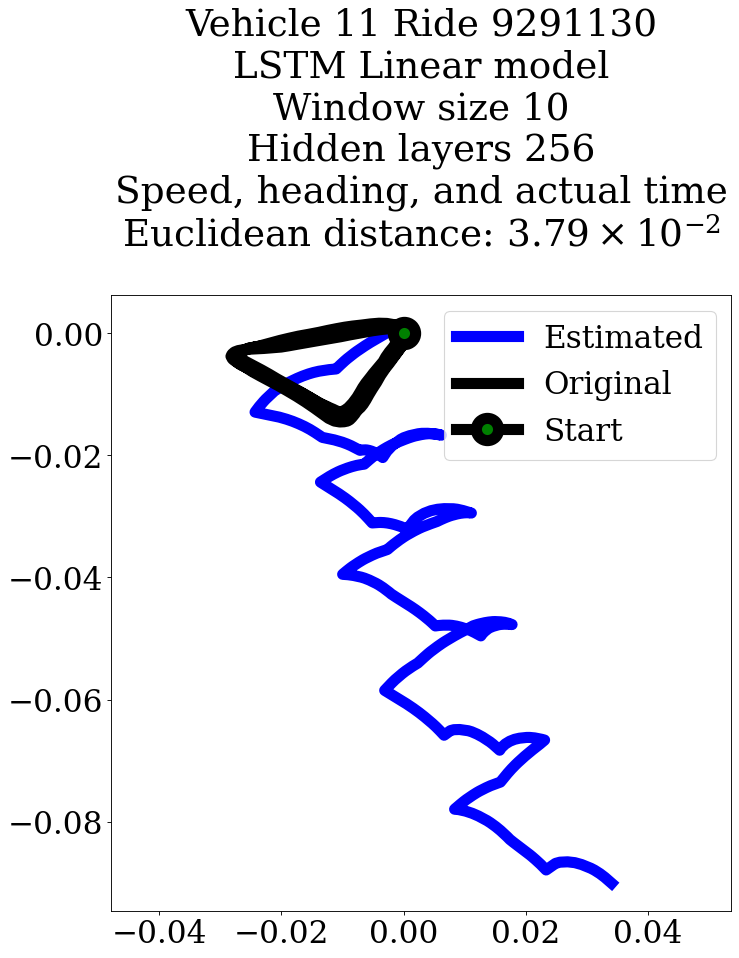 Vehicle 11 Ride 9291130
LSTM Linear model
Window size 10
Hidden layers 256
Speed, heading, and actual time
Euclidean distance: 3.79 × 10⁻²
Estimated
Original
Start
0.00
−0.02
−0.04
−0.06
−0.08
−0.04 −0.02 0.00 0.02 0.04